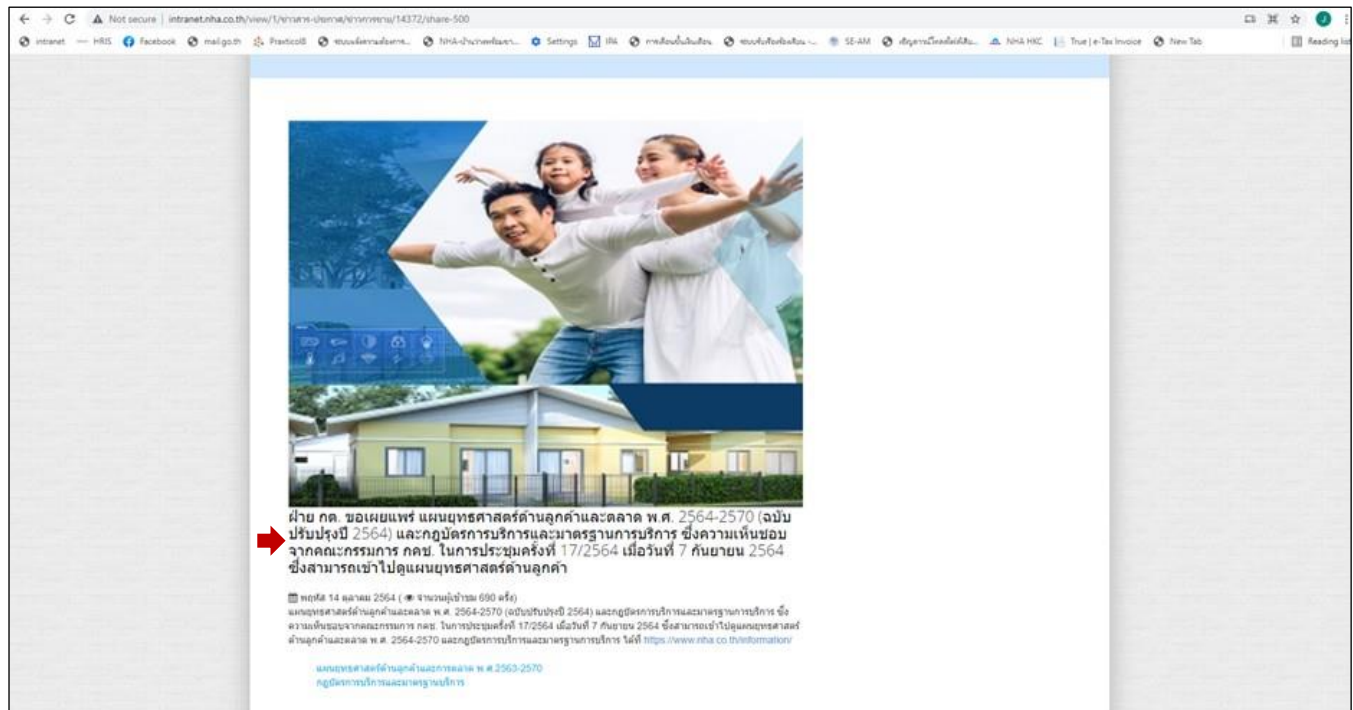 Not secure | intranet.nha.co.th/view/1/ข่าวสาร-ประกาศ/ข่าวการขาย/14372/share-500
intranet HRIS Facebook mail.go.th Practicol8 NHA- Settings IPA SE-AM NHA HKC True | e-Tax Invoice New Tab Reading list
ฝ่าย กต. ขอเผยแพร่ แผนยุทธศาสตร์ด้านลูกค้าและตลาด พ.ศ. 2564-2570 (ฉบับ
ปรับปรุงปี 2564) และกฎบัตรการบริการและมาตรฐานการบริการ ซึ่งความเห็นชอบ
จากคณะกรรมการ กคช. ในการประชุมครั้งที่ 17/2564 เมื่อวันที่ 7 กันยายน 2564
ซึ่งสามารถเข้าไปดูแผนยุทธศาสตร์ด้านลูกค้า
พฤหัส 14 ตุลาคม 2564 ( จำนวนผู้เข้าชม 690 ครั้ง)
แผนยุทธศาสตร์ด้านลูกค้าและตลาด พ.ศ. 2564-2570 (ฉบับปรับปรุงปี 2564) และกฎบัตรการบริการและมาตรฐานการบริการ ซึ่ง
ความเห็นชอบจากคณะกรรมการ กคช. ในการประชุมครั้งที่ 17/2564 เมื่อวันที่ 7 กันยายน 2564 ซึ่งสามารถเข้าไปดูแผนยุทธศาสตร์
ด้านลูกค้าและตลาด พ.ศ. 2564-2570 และกฎบัตรการบริการและมาตรฐานการบริการ ได้ที่ https://www.nha.co.th/information/
แผนยุทธศาสตร์ด้านลูกค้าและการตลาด พ.ศ.2563-2570
กฎบัตรการบริการและมาตรฐานบริการ